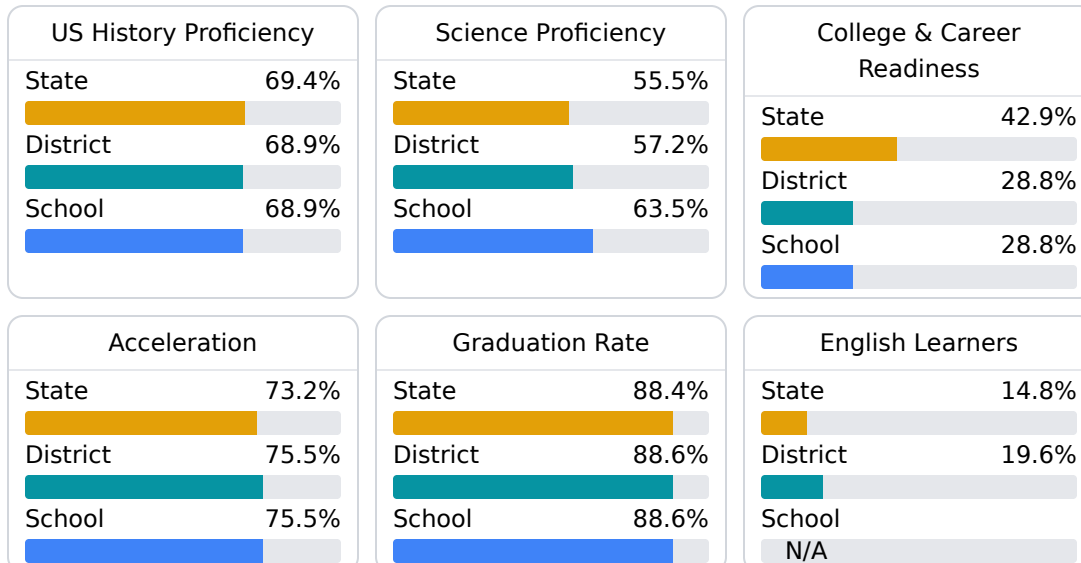 US History Proficiency
State 69.4%
District 68.9%
School 68.9%
Science Proficiency
State 55.5%
District 57.2%
School 63.5%
College & Career
Readiness
State 42.9%
District 28.8%
School 28.8%
Acceleration
State 73.2%
District 75.5%
School 75.5%
Graduation Rate
State 88.4%
District 88.6%
School 88.6%
English Learners
State 14.8%
District 19.6%
School
N/A